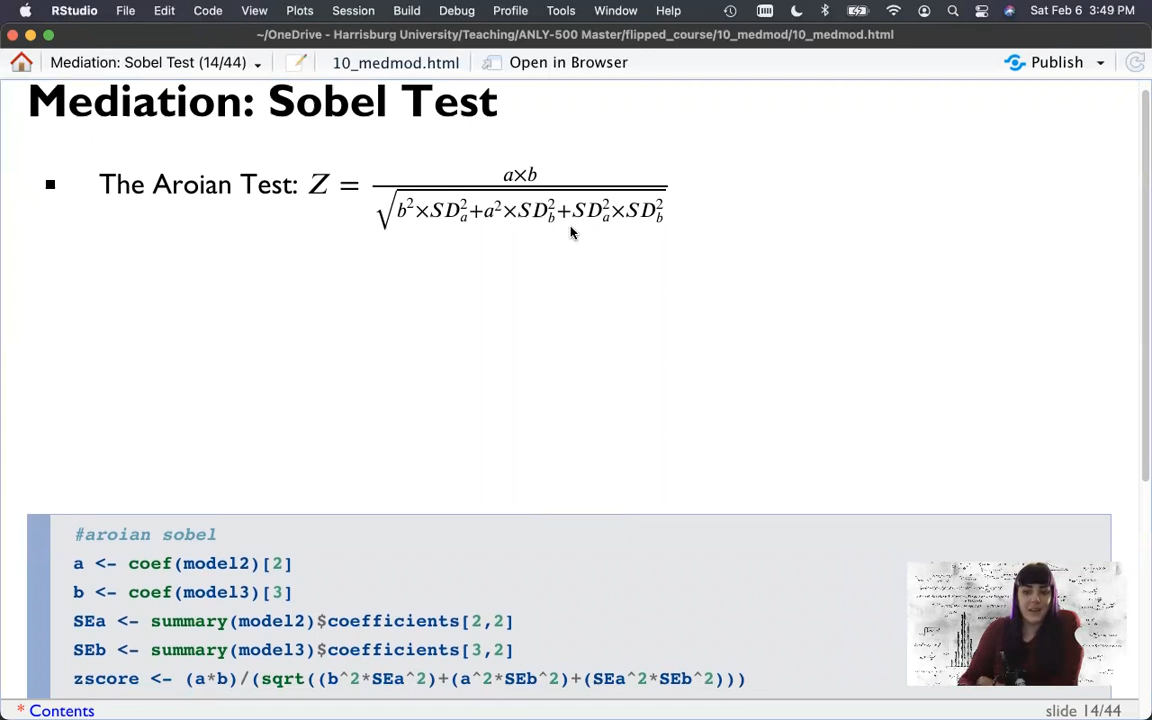 RStudio File Edit Code View Plots Session Build Debug Profile Tools Window Help Sat Feb 6 3:49 PM
~/OneDrive - Harrisburg University/Teaching/ANLY-500 Master/flipped_course/10_medmod/10_medmod.html
Mediation: Sobel Test (14/44) 10_medmod.html Open in Browser Publish
Mediation: Sobel Test
▪ The Aroian Test: Z = a×b / √(b²×SD²ₐ+a²×SD²_b+SD²ₐ×SD²_b)
#aroian sobel
a <- coef(model2)[2]
b <- coef(model3)[3]
SEa <- summary(model2)$coefficients[2,2]
SEb <- summary(model3)$coefficients[3,2]
zscore <- (a*b)/(sqrt((b^2*SEa^2)+(a^2*SEb^2)+(SEa^2*SEb^2)))
* Contents slide 14/44